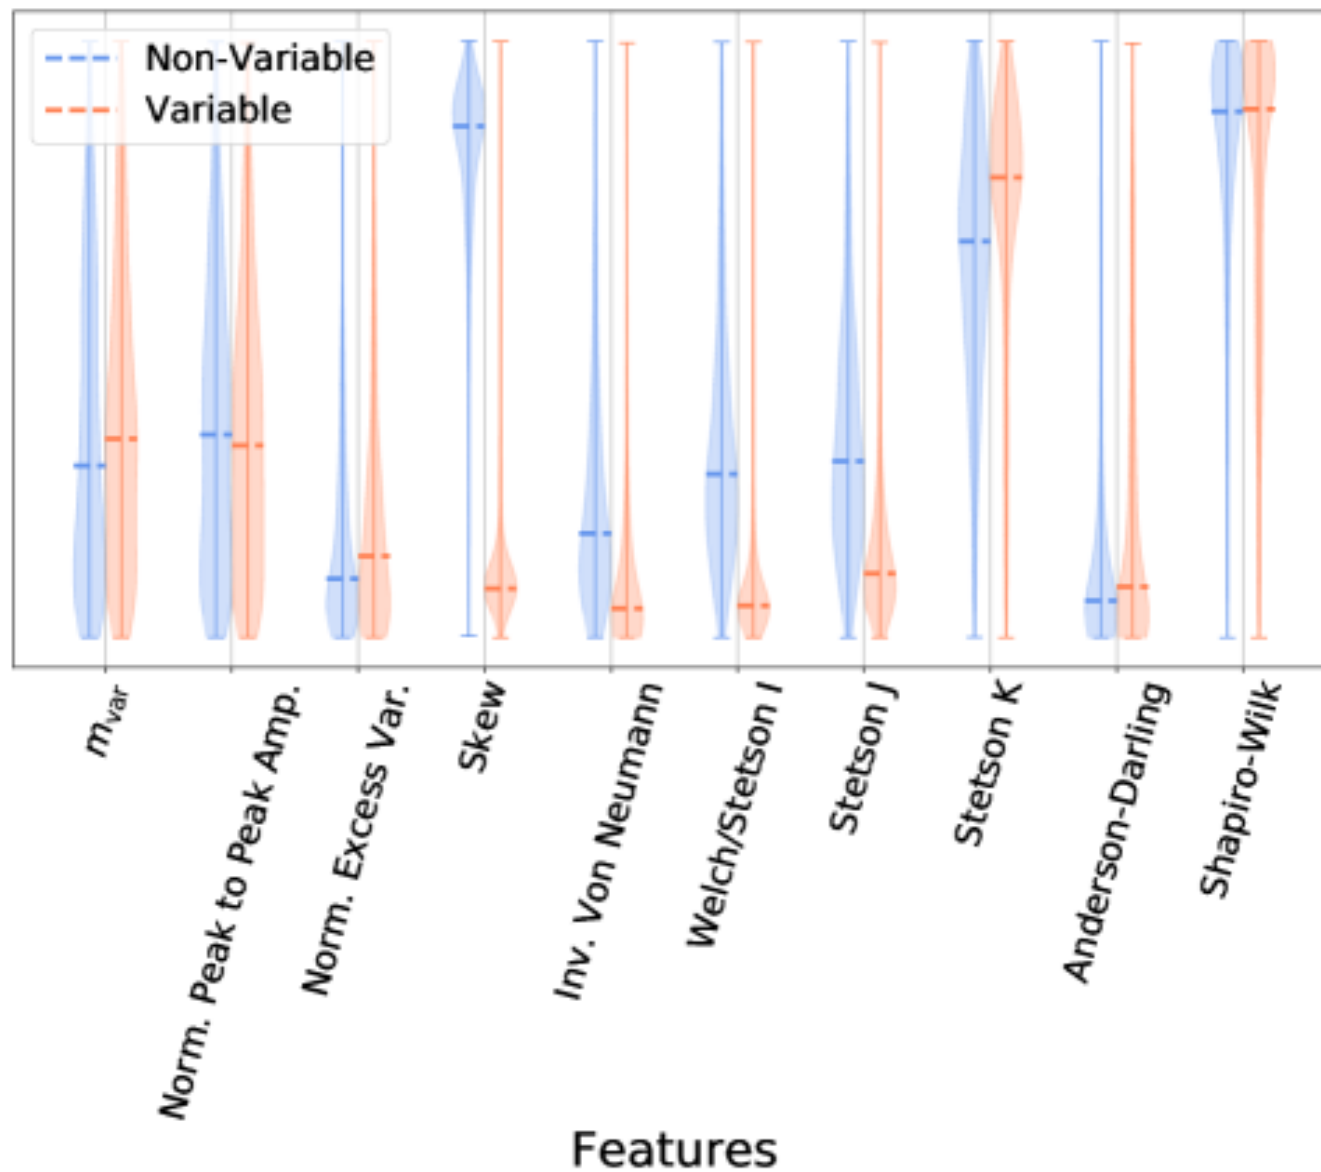 Non-Variable
Variable
mvar
Norm. Peak to Peak Amp.
Norm. Excess Var.
Skew
Inv. Von Neumann
Welch/Stetson I
Stetson J
Stetson K
Anderson-Darling
Shapiro-Wilk
Features